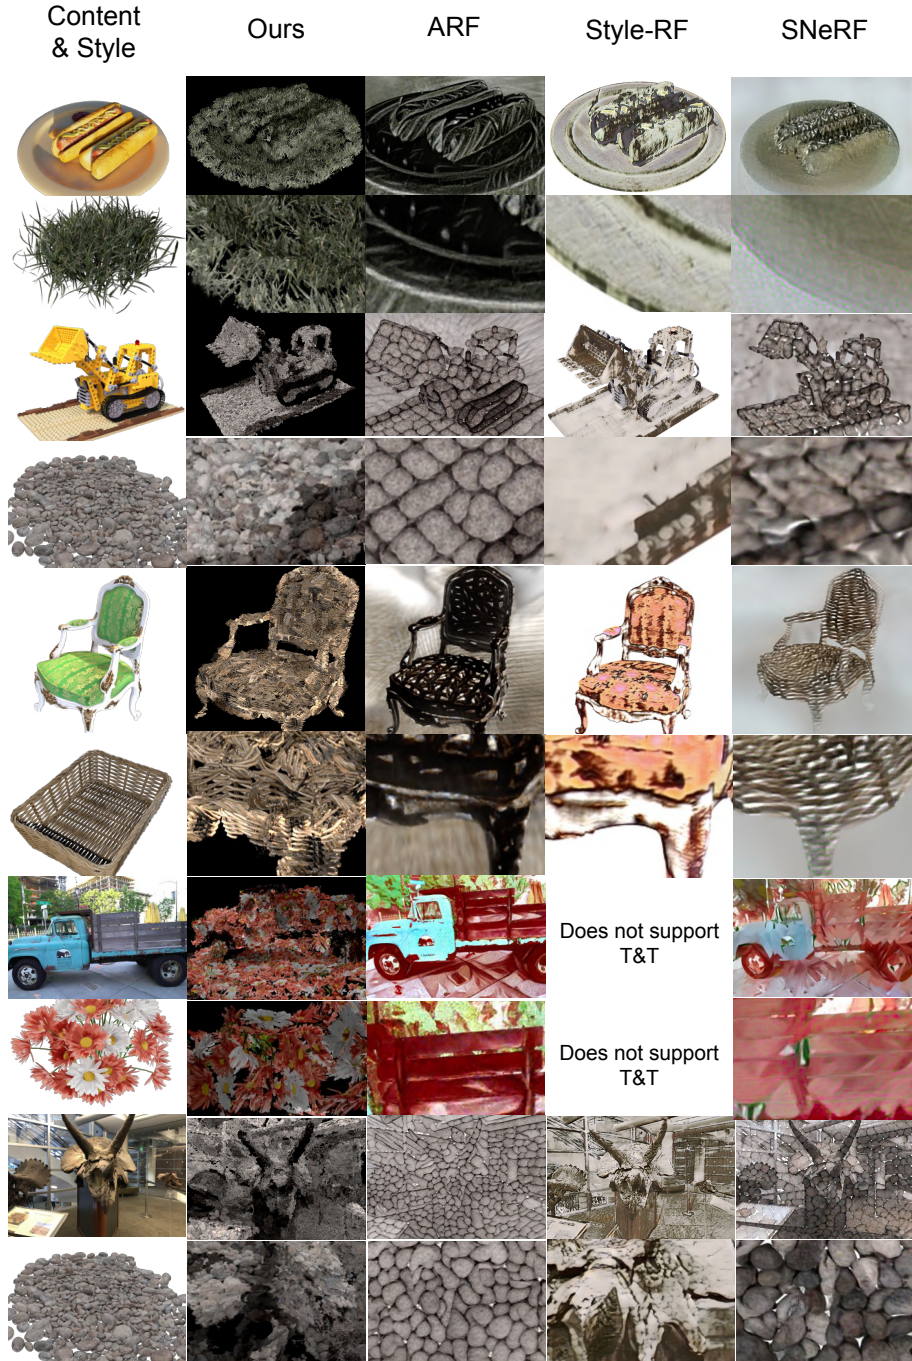 Content
& Style
Ours
ARF
Style-RF
SNeRF
Does not support
T&T
Does not support
T&T